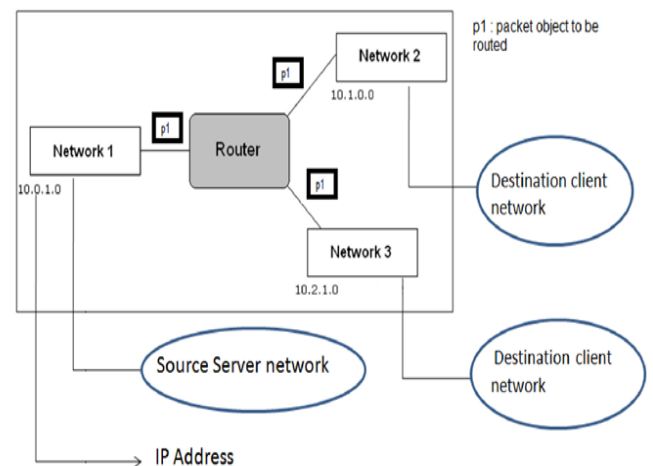 p1 : packet object to be
routed
Network 2
p1
10.1.0.0
p1
Router
Network 1
10.0.1.0
p1
Destination client
network
Network 3
10.2.1.0
Source Server network
Destination client
network
IP Address